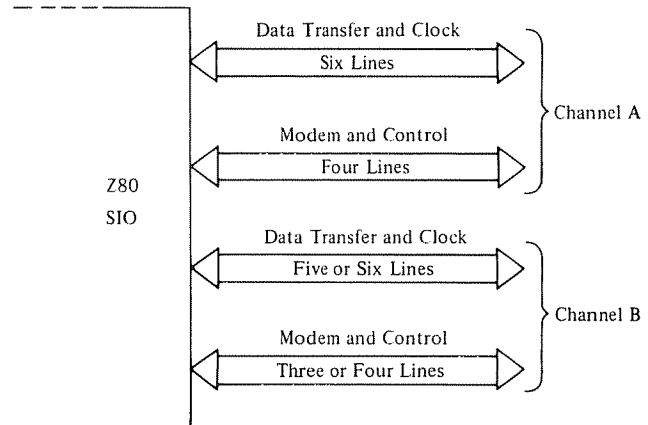 Data Transfer and Clock
Six Lines
Channel A
Modem and Control
Four Lines
Z80
SIO
Data Transfer and Clock
Five or Six Lines
Channel B
Modem and Control
Three or Four Lines